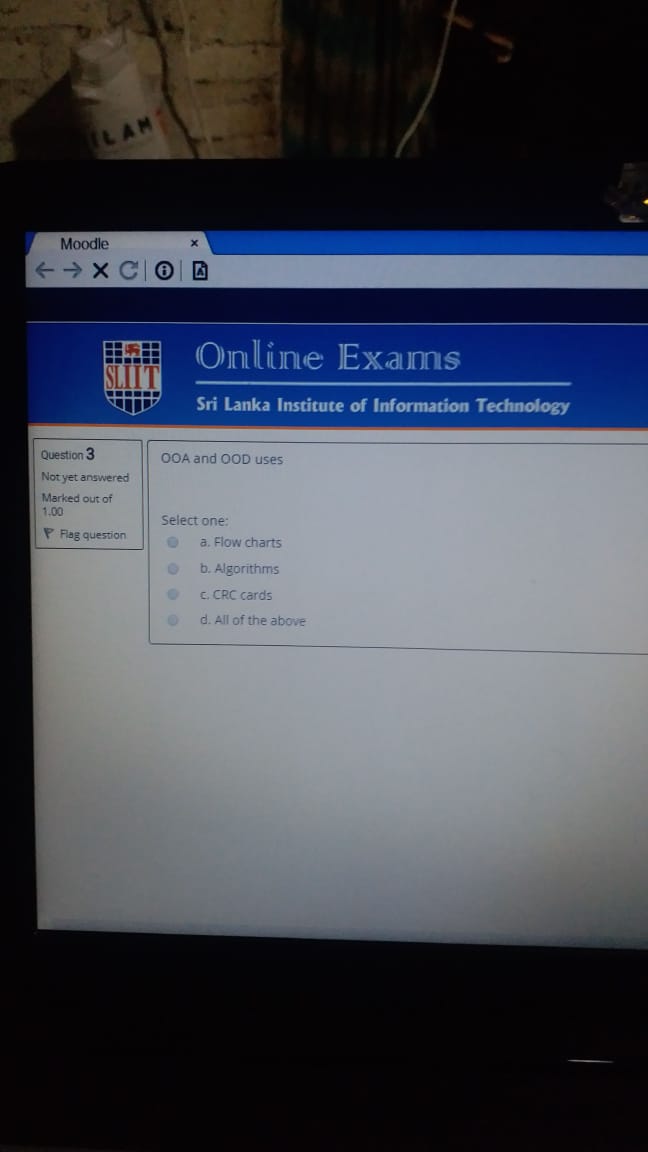 ILAM
Moodle
Online Exams
SLIIT
Sri Lanka Institute of Information Technology
Question 3
Not yet answered
Marked out of
1.00
Flag question
OOA and OOD uses
Select one:
a. Flow charts
b. Algorithms
c. CRC cards
d. All of the above